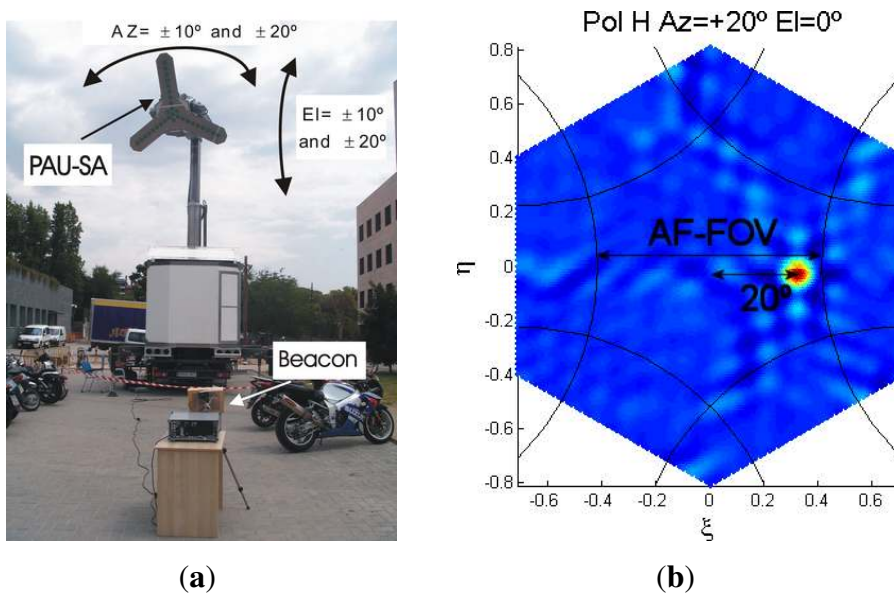 AZ= ±10º and ±20º
El= ±10º
and ±20º
PAU-SA
Beacon
SUZUKI
(a)
Pol H Az=+20º El=0º
0.8
0.6
0.4
0.2
0
-0.2
-0.4
-0.6
-0.8
η
AF-FOV
20º
-0.6 -0.4 -0.2 0 0.2 0.4 0.6
ξ
(b)